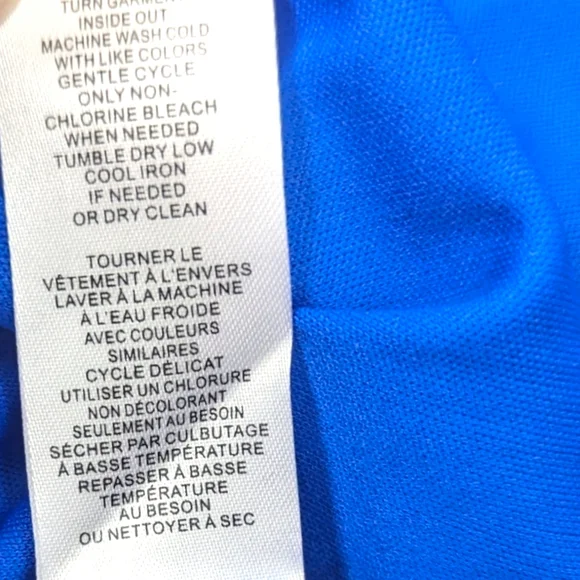 TURN GARMENT
INSIDE OUT
MACHINE WASH COLD
WITH LIKE COLORS
GENTLE CYCLE
ONLY NON-
CHLORINE BLEACH
WHEN NEEDED
TUMBLE DRY LOW
COOL IRON
IF NEEDED
OR DRY CLEAN
TOURNER LE
VÊTEMENT À L'ENVERS
LAVER À LA MACHINE
À L'EAU FROIDE
AVEC COULEURS
SIMILAIRES
CYCLE DÉLICAT
UTILISER UN CHLORURE
NON DÉCOLORANT
SEULEMENT AU BESOIN
SÉCHER PAR CULBUTAGE
À BASSE TEMPÉRATURE
REPASSER À BASSE
TEMPÉRATURE
AU BESOIN
OU NETTOYER À SEC